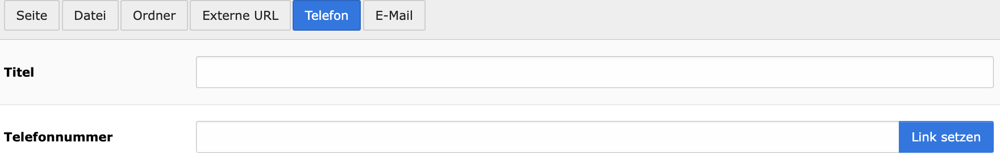 Seite Datei Ordner Externe URL Telefon E-Mail
Titel
Telefonnummer Link setzen